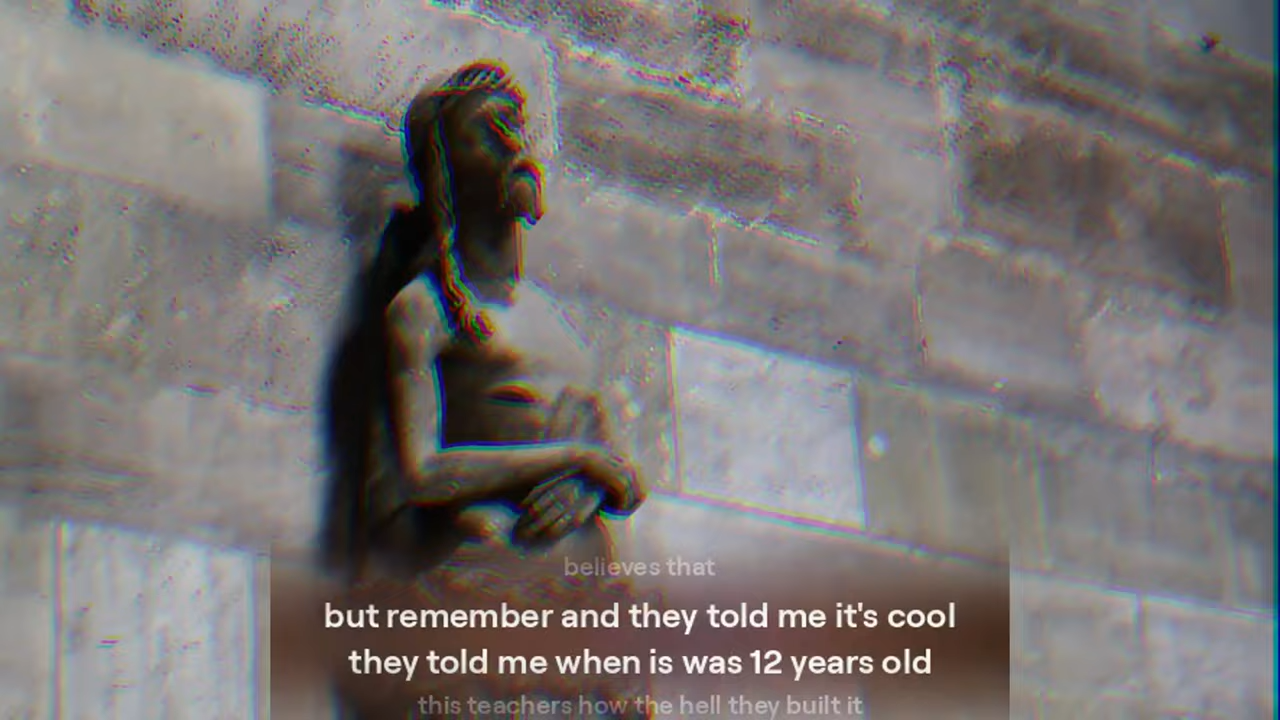 believes that
but remember and they told me it's cool
they told me when is was 12 years old
this teachers how the hell they built it